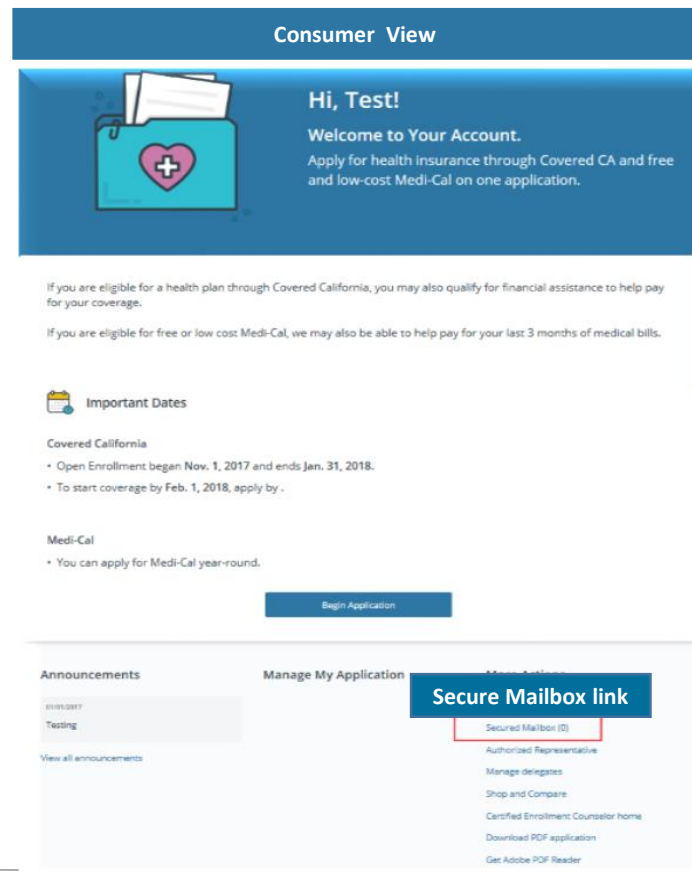 Consumer View
Hi, Test!
Welcome to Your Account.
Apply for health insurance through Covered CA and free
and low-cost Medi-Cal on one application.
If you are eligible for a health plan through Covered California, you may also qualify for financial assistance to help pay
for your coverage.
If you are eligible for free or low cost Medi-Cal, we may also be able to help pay for your last 3 months of medical bills.
Important Dates
Covered California
• Open Enrollment began Nov. 1, 2017 and ends Jan. 31, 2018.
• To start coverage by Feb. 1, 2018, apply by .
Medi-Cal
• You can apply for Medi-Cal year-round.
Begin Application
Announcements
01/01/2017
Testing
View all announcements
Manage My Application
Secure Mailbox link
Secured Mailbox (0)
Authorized Representative
Manage delegates
Shop and Compare
Certified Enrollment Counselor home
Download PDF application
Get Adobe PDF Reader